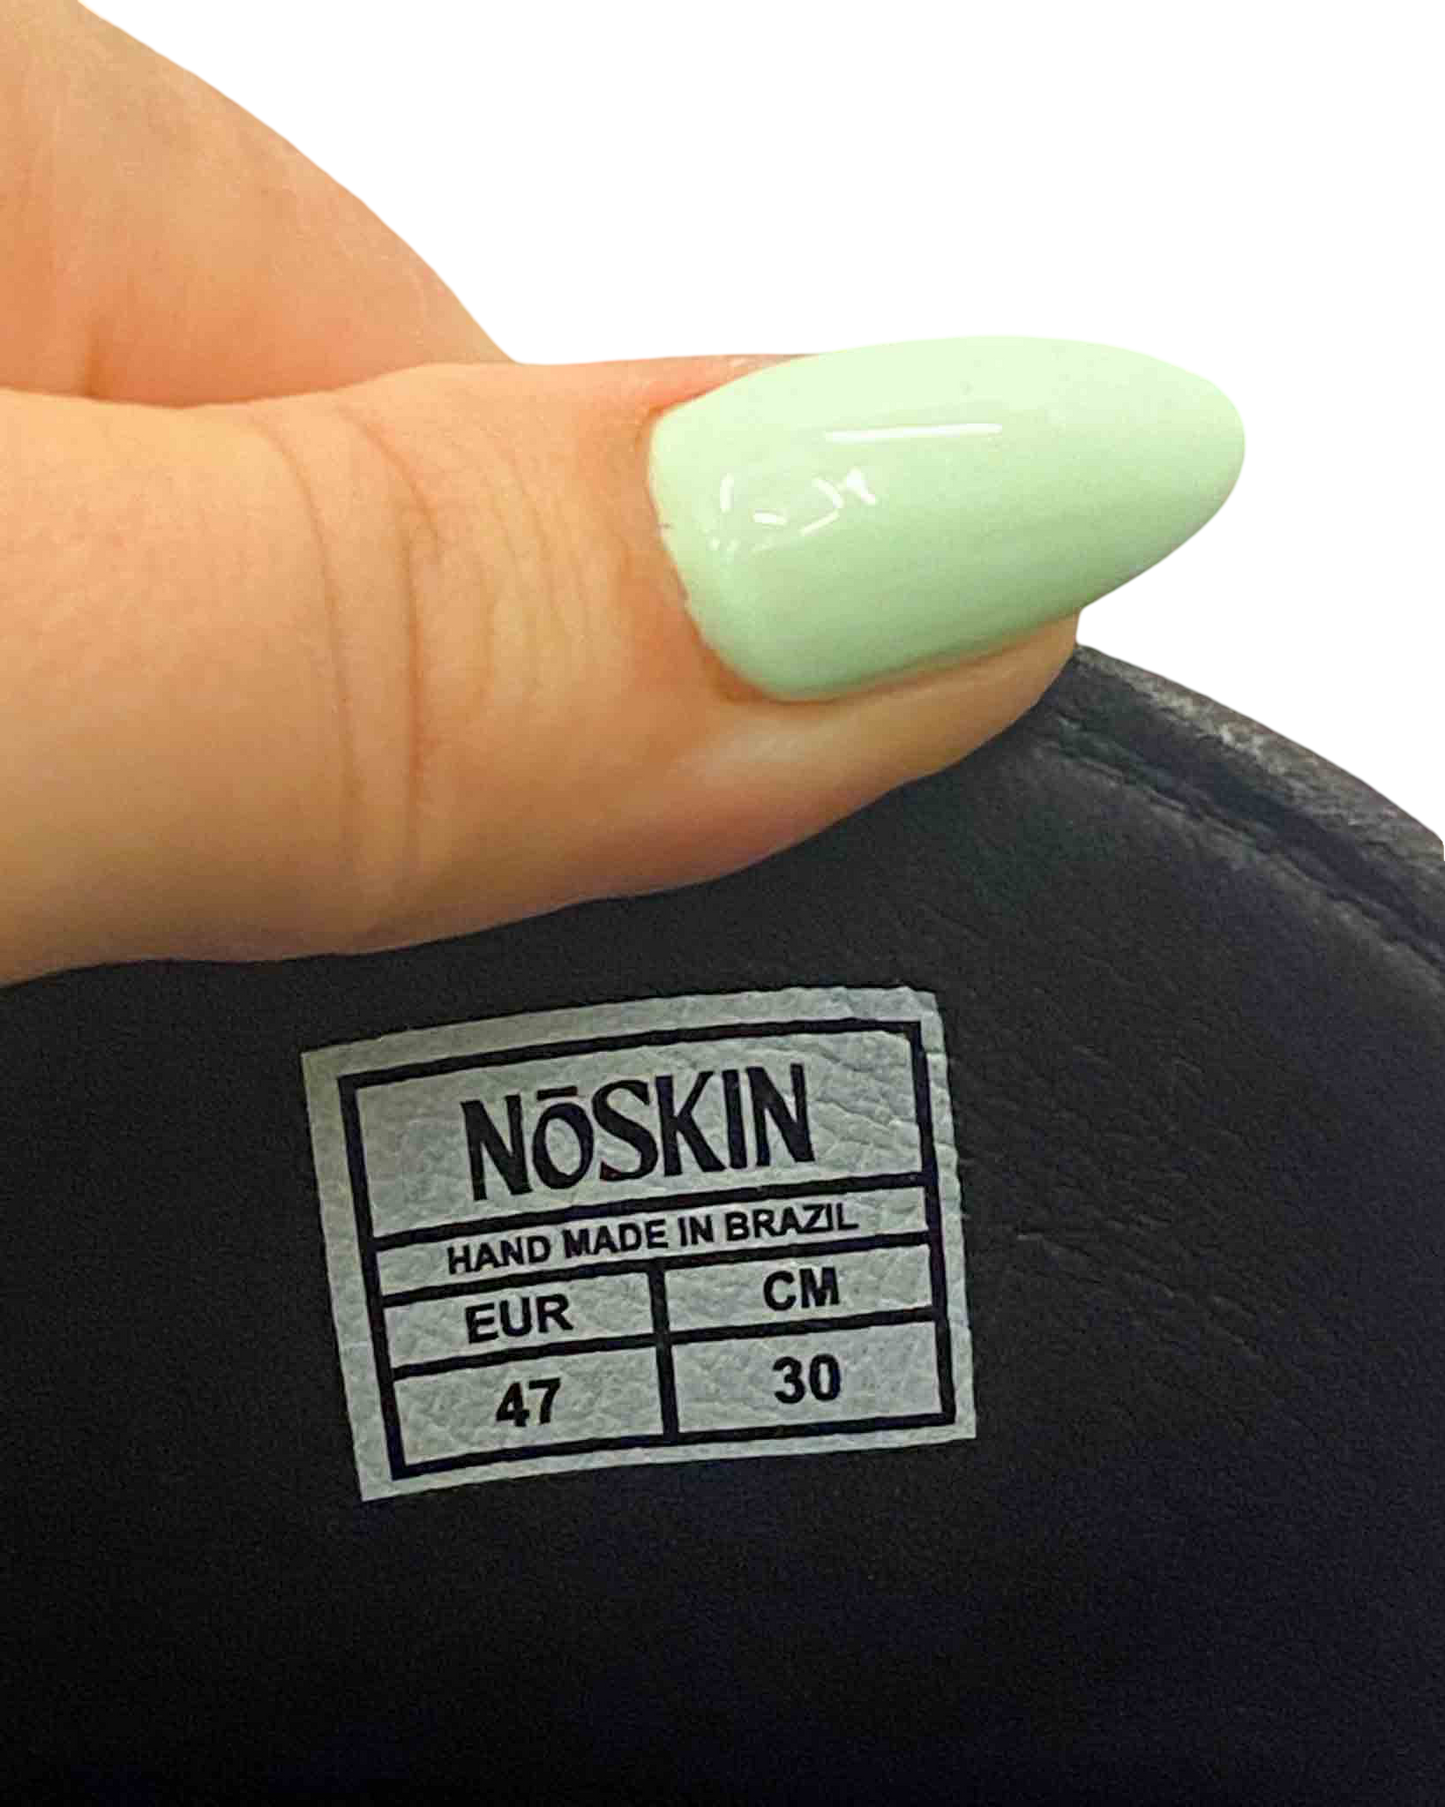 NōSKIN
HAND MADE IN BRAZIL
EUR CM
47 30